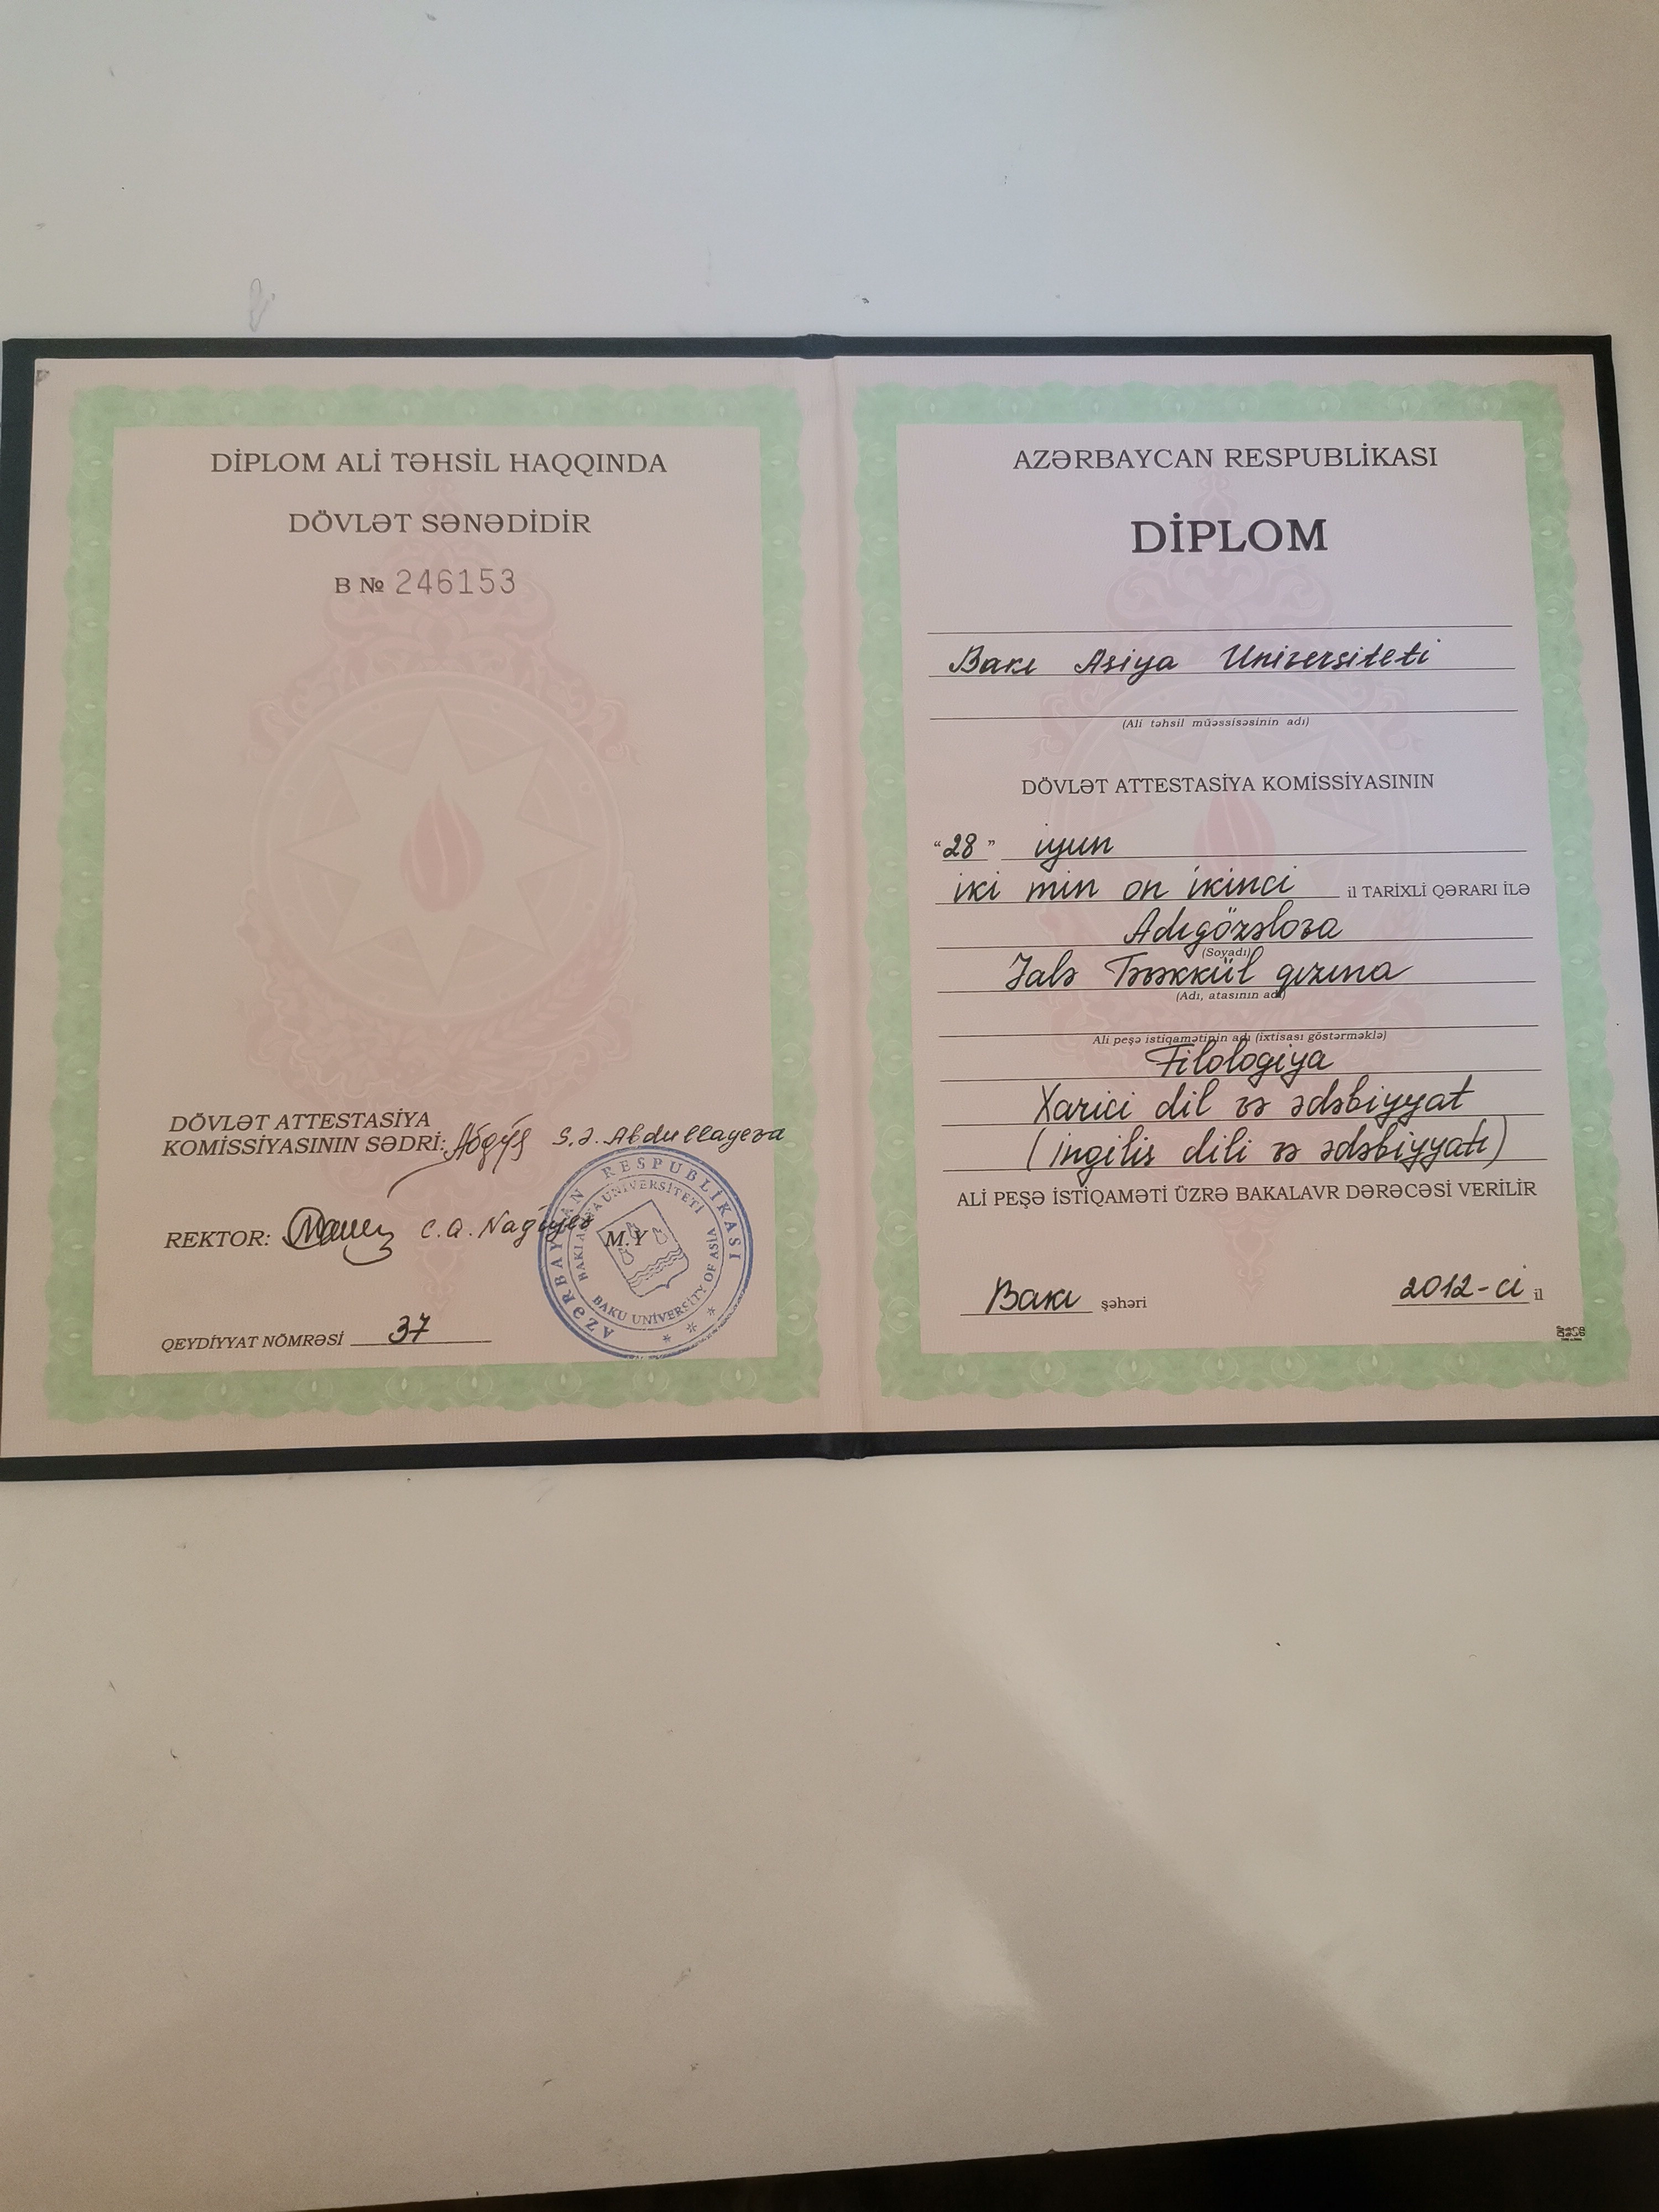 DİPLOM ALİ TƏHSİL HAQQINDA
DÖVLƏT SƏNƏDİDİR
B № 246153
DÖVLƏT ATTESTASİYA
KOMİSSİYASININ SƏDRİ: S.Ə. Abdullayeva
REKTOR: C.Q. Nağıyev
M.Y
AZƏRBAYCAN RESPUBLİKASI
BAKI ASİYA UNİVERSİTETİ
BAKU UNİVERSİTY OF ASİA
QEYDİYYAT NÖMRƏSİ 37
AZƏRBAYCAN RESPUBLİKASI
DİPLOM
Bakı Asiya Universiteti
(Ali təhsil müəssisəsinin adı)
DÖVLƏT ATTESTASİYA KOMİSSİYASININ
"28" iyun
iki min on ikinci il TARIXLİ QƏRARI İLƏ
Adıgözəlova
(Soyadı)
Jalə Təvəkkül qızına
(Adı, atasının adı)
Ali peşə istiqamətinin adı (ixtisası göstərməklə)
Filologiya
Xarici dil və ədəbiyyat
(ingilis dili və ədəbiyyatı)
ALİ PEŞƏ İSTİQAMƏTİ ÜZRƏ BAKALAVR DƏRƏCƏSİ VERİLİR
Bakı şəhəri 2012-ci il